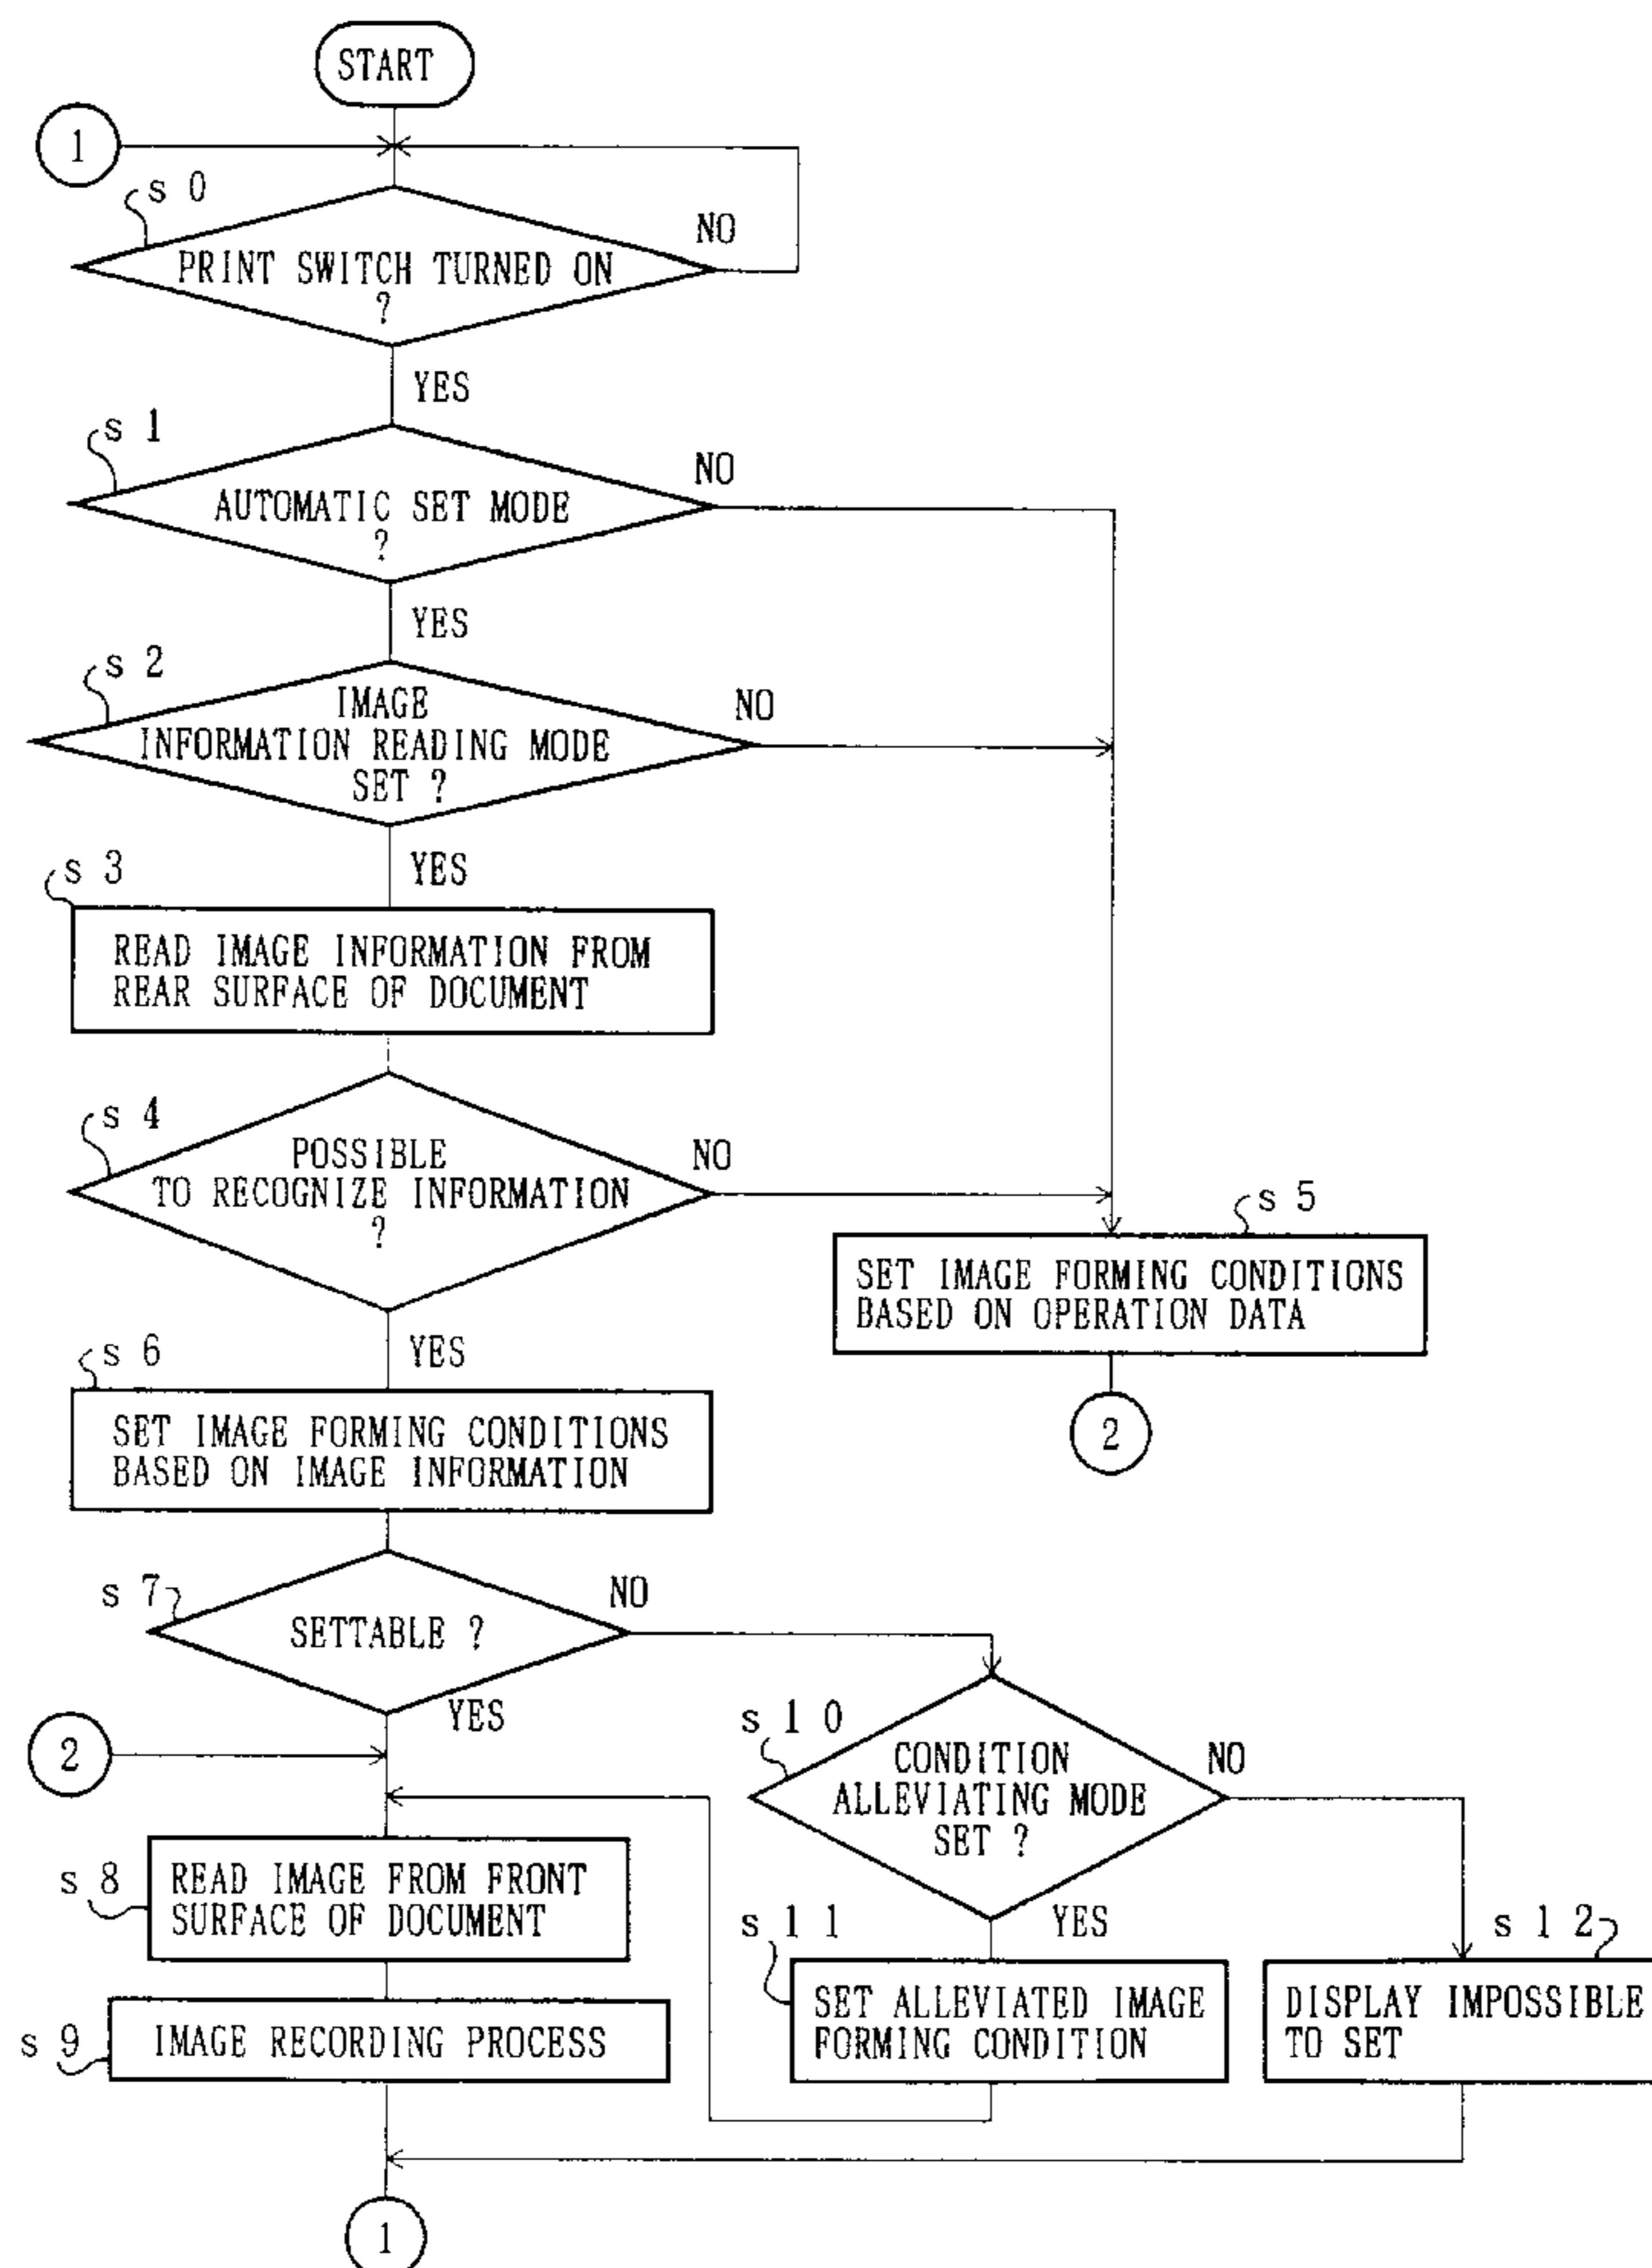 START
1
s 0
NO
PRINT SWITCH TURNED ON
?
YES
s 1
NO
AUTOMATIC SET MODE
?
YES
s 2
NO
IMAGE
INFORMATION READING MODE
SET ?
YES
s 3
READ IMAGE INFORMATION FROM
REAR SURFACE OF DOCUMENT
s 4
NO
POSSIBLE
TO RECOGNIZE INFORMATION
?
YES
s 5
SET IMAGE FORMING CONDITIONS
BASED ON OPERATION DATA
2
s 6
SET IMAGE FORMING CONDITIONS
BASED ON IMAGE INFORMATION
s 7
NO
SETTABLE ?
YES
2
s 1 0
NO
CONDITION
ALLEVIATING MODE
SET ?
YES
s 8
READ IMAGE FROM FRONT
SURFACE OF DOCUMENT
s 1 1
SET ALLEVIATED IMAGE
FORMING CONDITION
s 1 2
DISPLAY IMPOSSIBLE
TO SET
s 9
IMAGE RECORDING PROCESS
1